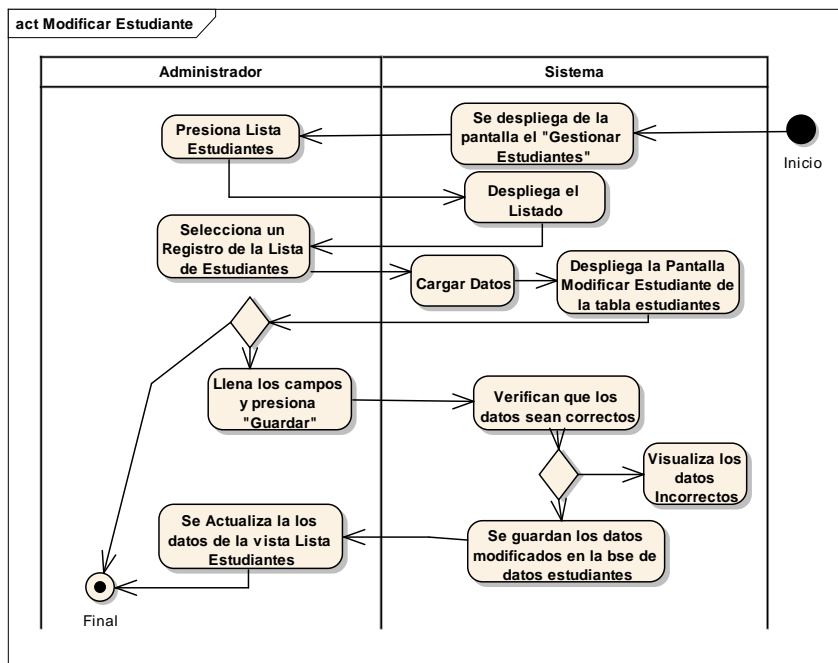 act Modificar Estudiante
Administrador
Sistema
Inicio
Se despliega de la
pantalla el "Gestionar
Estudiantes"
Presiona Lista
Estudiantes
Despliega el
Listado
Selecciona un
Registro de la Lista
de Estudiantes
Cargar Datos
Despliega la Pantalla
Modificar Estudiante de
la tabla estudiantes
Llena los campos
y presiona
"Guardar"
Verifican que los
datos sean correctos
Visualiza los
datos
Incorrectos
Se guardan los datos
modificados en la bse de
datos estudiantes
Se Actualiza la los
datos de la vista Lista
Estudiantes
Final